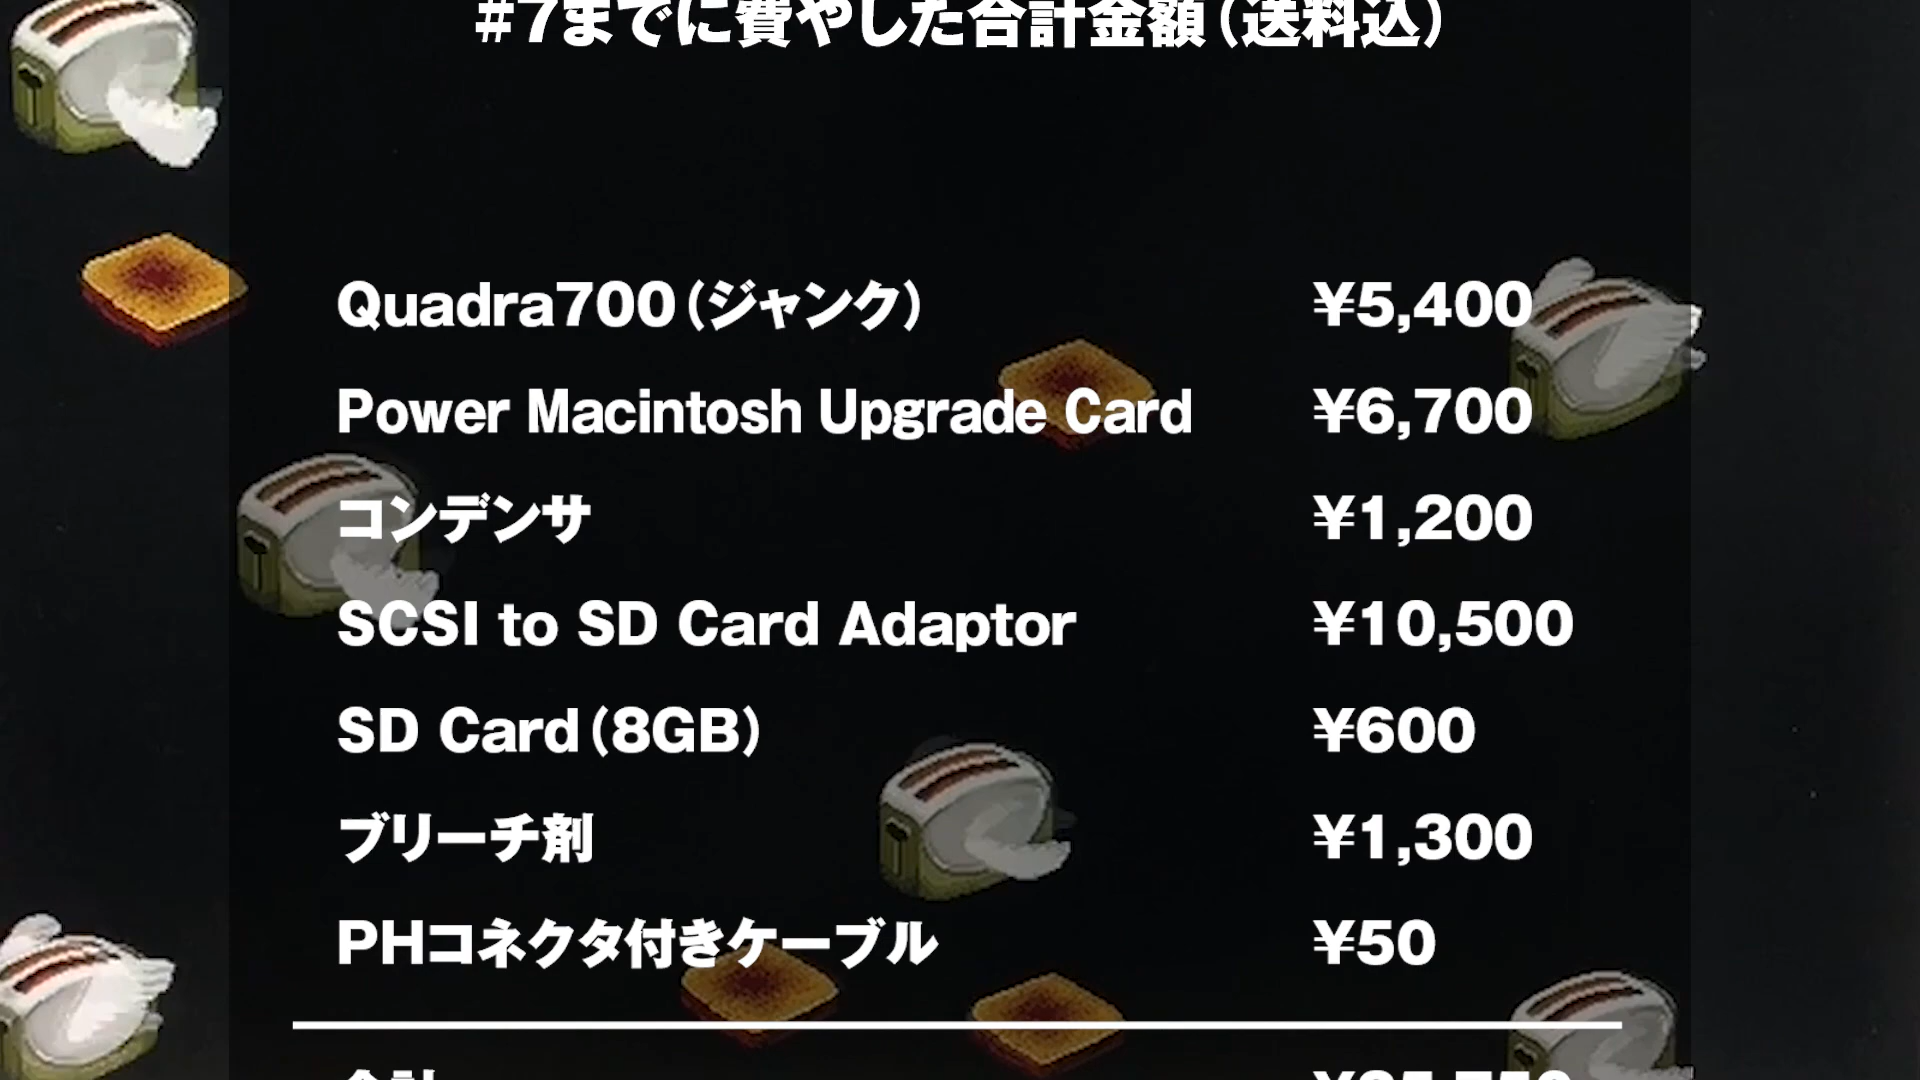 #7までに費やした合計金額(送料込)
Quadra700(ジャンク) ¥5,400
Power Macintosh Upgrade Card ¥6,700
コンデンサ ¥1,200
SCSI to SD Card Adaptor ¥10,500
SD Card(8GB) ¥600
ブリーチ剤 ¥1,300
PHコネクタ付きケーブル ¥50